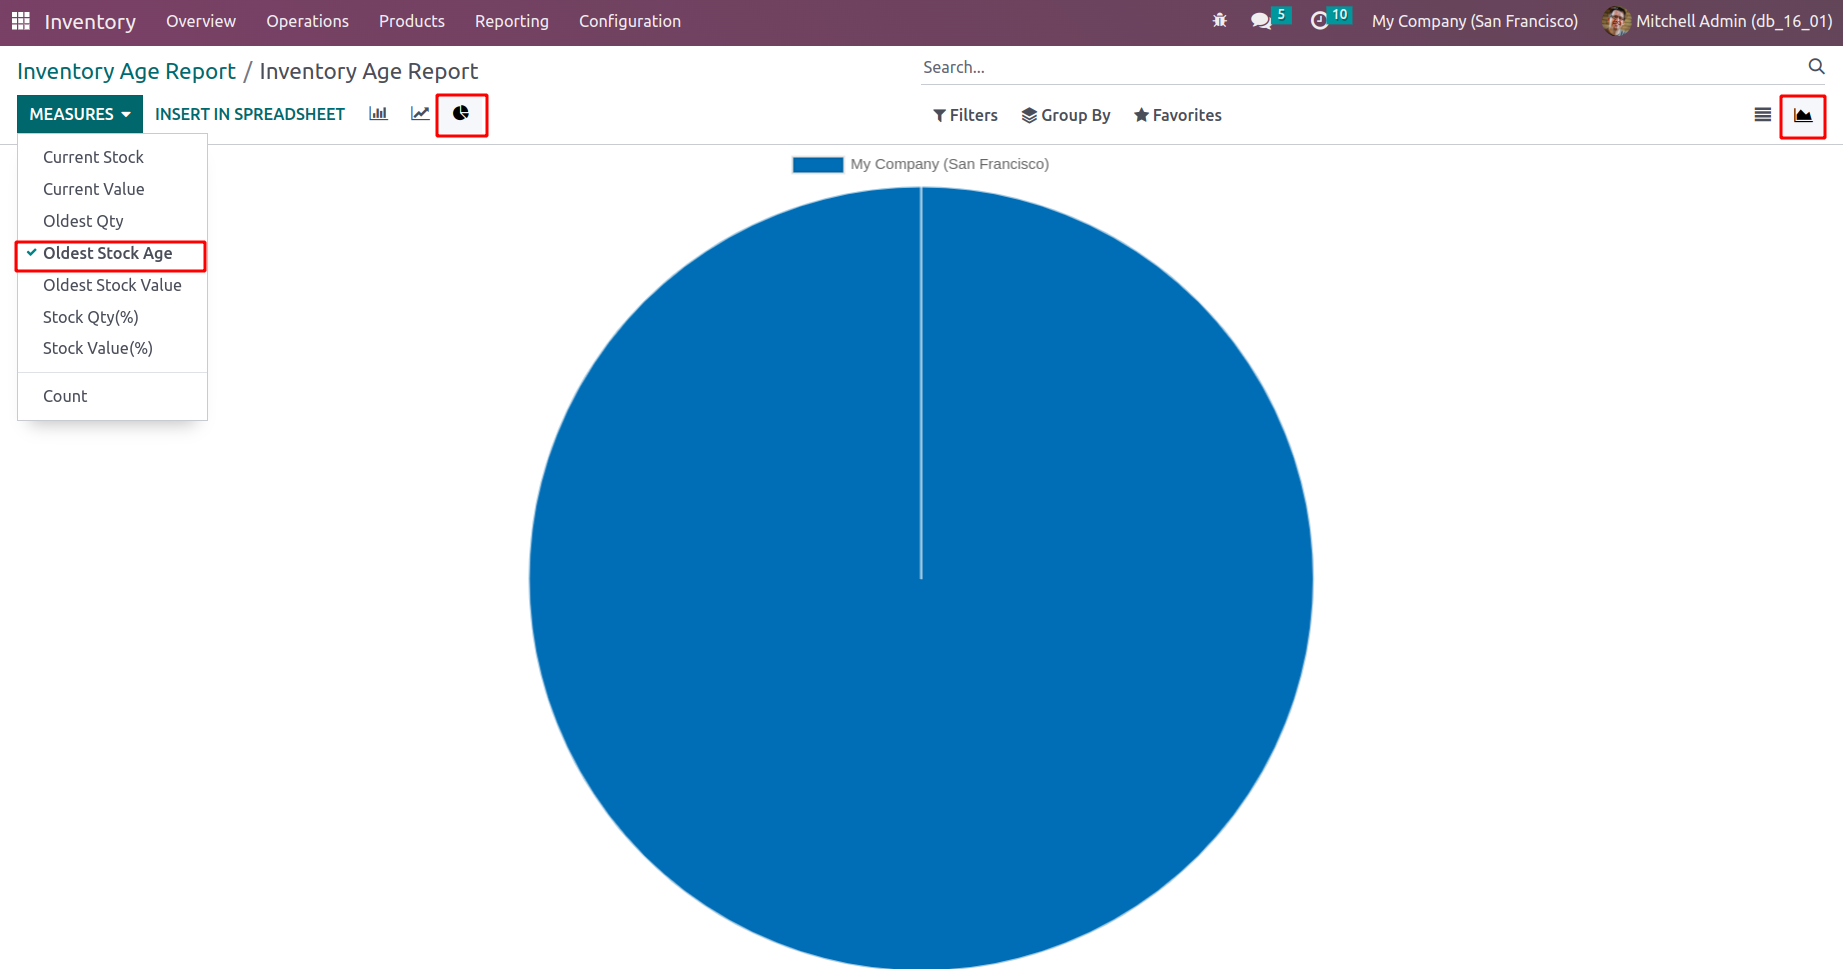 Inventory Overview Operations Products Reporting Configuration 5 10 My Company (San Francisco) Mitchell Admin (db_16_01)
Inventory Age Report / Inventory Age Report Search...
MEASURES INSERT IN SPREADSHEET Filters Group By Favorites
Current Stock
Current Value
Oldest Qty
Oldest Stock Age
Oldest Stock Value
Stock Qty(%)
Stock Value(%)
Count
My Company (San Francisco)